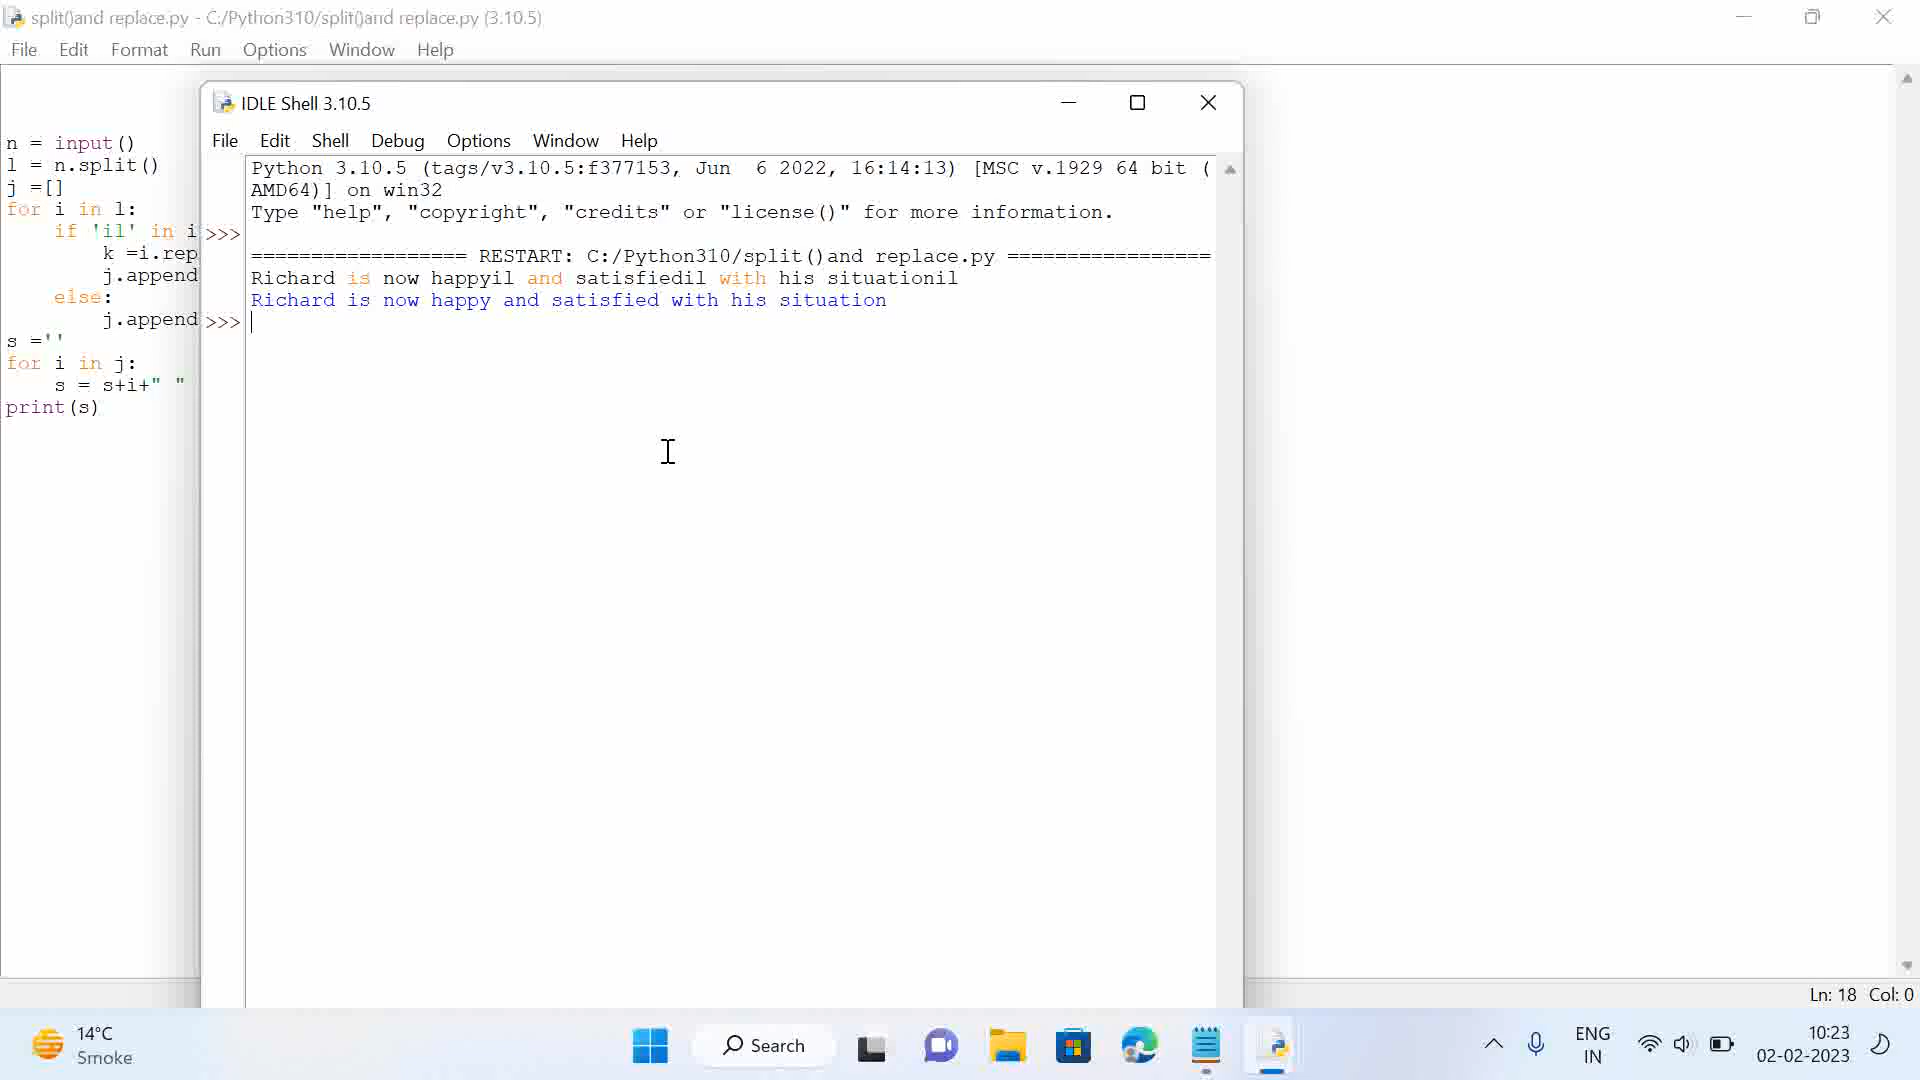 split()and replace.py - C:/Python310/split()and replace.py (3.10.5)
File Edit Format Run Options Window Help
n = input()
l = n.split()
j =[]
for i in l:
if 'il' in i
k =i.rep
j.append
else:
j.append
s =''
for i in j:
s = s+i+" "
print(s)
IDLE Shell 3.10.5
File Edit Shell Debug Options Window Help
Python 3.10.5 (tags/v3.10.5:f377153, Jun  6 2022, 16:14:13) [MSC v.1929 64 bit (
AMD64)] on win32
Type "help", "copyright", "credits" or "license()" for more information.
>>>
================== RESTART: C:/Python310/split()and replace.py =================
Richard is now happyil and satisfiedil with his situationil
Richard is now happy and satisfied with his situation
>>>
Ln: 18 Col: 0
14°C
Smoke
Search
ENG
IN
10:23
02-02-2023